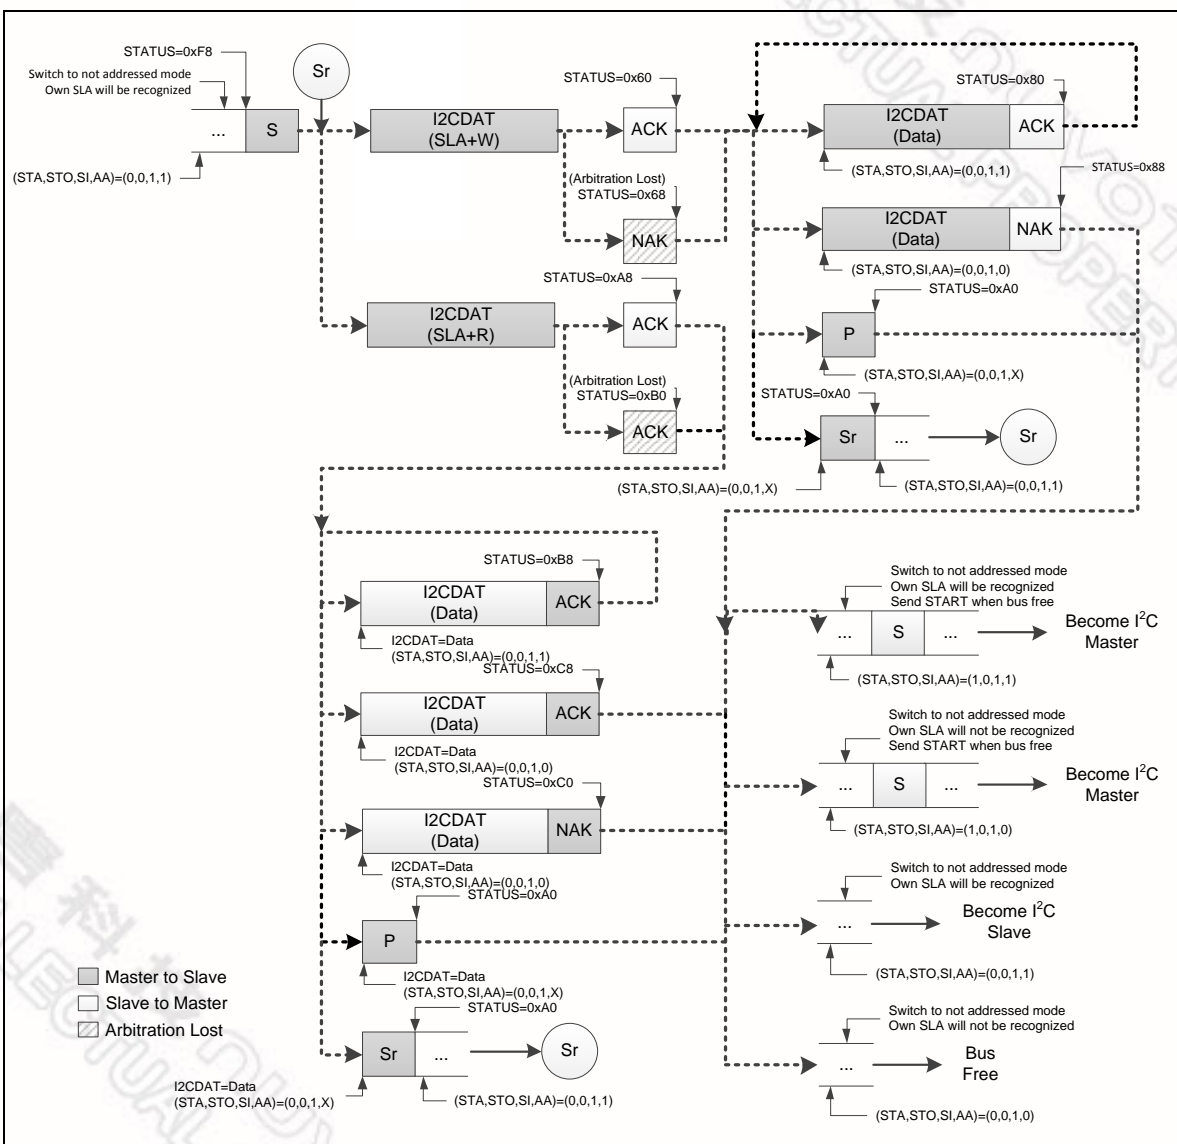 STATUS=0xF8
Switch to not addressed mode
Own SLA will be recognized
...
S
(STA,STO,SI,AA)=(0,0,1,1)
Sr
I2CDAT
(SLA+W)
STATUS=0x60
ACK
(Arbitration Lost)
STATUS=0x68
NAK
I2CDAT
(SLA+R)
STATUS=0xA8
ACK
(Arbitration Lost)
STATUS=0xB0
ACK
STATUS=0x80
I2CDAT
(Data)
ACK
(STA,STO,SI,AA)=(0,0,1,1)
STATUS=0x88
I2CDAT
(Data)
NAK
(STA,STO,SI,AA)=(0,0,1,0)
STATUS=0xA0
P
(STA,STO,SI,AA)=(0,0,1,X)
STATUS=0xA0
Sr
...
Sr
(STA,STO,SI,AA)=(0,0,1,X)
(STA,STO,SI,AA)=(0,0,1,1)
STATUS=0xB8
I2CDAT
(Data)
ACK
I2CDAT=Data
(STA,STO,SI,AA)=(0,0,1,1)
STATUS=0xC8
I2CDAT
(Data)
ACK
I2CDAT=Data
(STA,STO,SI,AA)=(0,0,1,0)
STATUS=0xC0
I2CDAT
(Data)
NAK
I2CDAT=Data
(STA,STO,SI,AA)=(0,0,1,0)
STATUS=0xA0
P
I2CDAT=Data
(STA,STO,SI,AA)=(0,0,1,X)
STATUS=0xA0
Sr
...
Sr
I2CDAT=Data
(STA,STO,SI,AA)=(0,0,1,X)
(STA,STO,SI,AA)=(0,0,1,1)
Switch to not addressed mode
Own SLA will be recognized
Send START when bus free
...
S
...
Become I²C
Master
(STA,STO,SI,AA)=(1,0,1,1)
Switch to not addressed mode
Own SLA will not be recognized
Send START when bus free
...
S
...
Become I²C
Master
(STA,STO,SI,AA)=(1,0,1,0)
Switch to not addressed mode
Own SLA will be recognized
...
Become I²C
Slave
(STA,STO,SI,AA)=(0,0,1,1)
Switch to not addressed mode
Own SLA will not be recognized
...
Bus
Free
(STA,STO,SI,AA)=(0,0,1,0)
Master to Slave
Slave to Master
Arbitration Lost